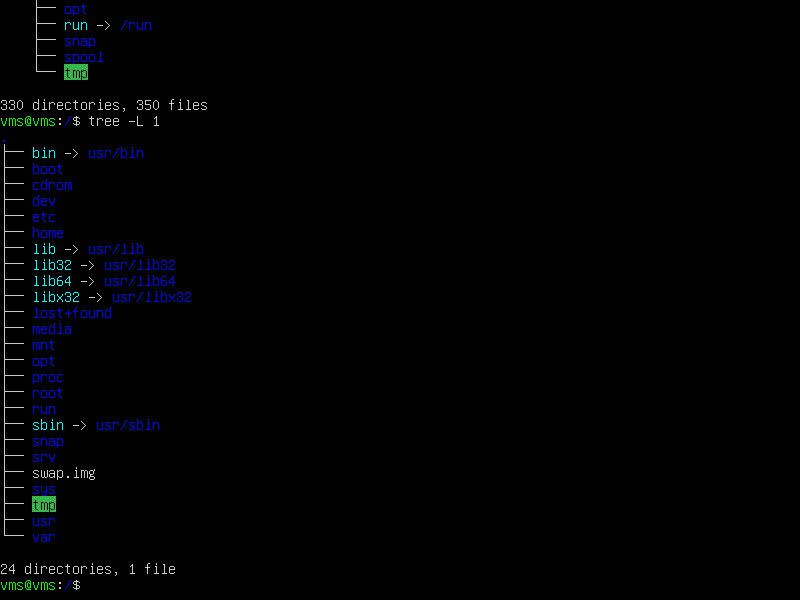 ├── opt
    ├── run -> /run
    ├── snap
    ├── spool
    └── tmp

330 directories, 350 files
vms@vms:/$ tree -L 1
.
├── bin -> usr/bin
├── boot
├── cdrom
├── dev
├── etc
├── home
├── lib -> usr/lib
├── lib32 -> usr/lib32
├── lib64 -> usr/lib64
├── libx32 -> usr/libx32
├── lost+found
├── media
├── mnt
├── opt
├── proc
├── root
├── run
├── sbin -> usr/sbin
├── snap
├── srv
├── swap.img
├── sys
├── tmp
├── usr
└── var

24 directories, 1 file
vms@vms:/$